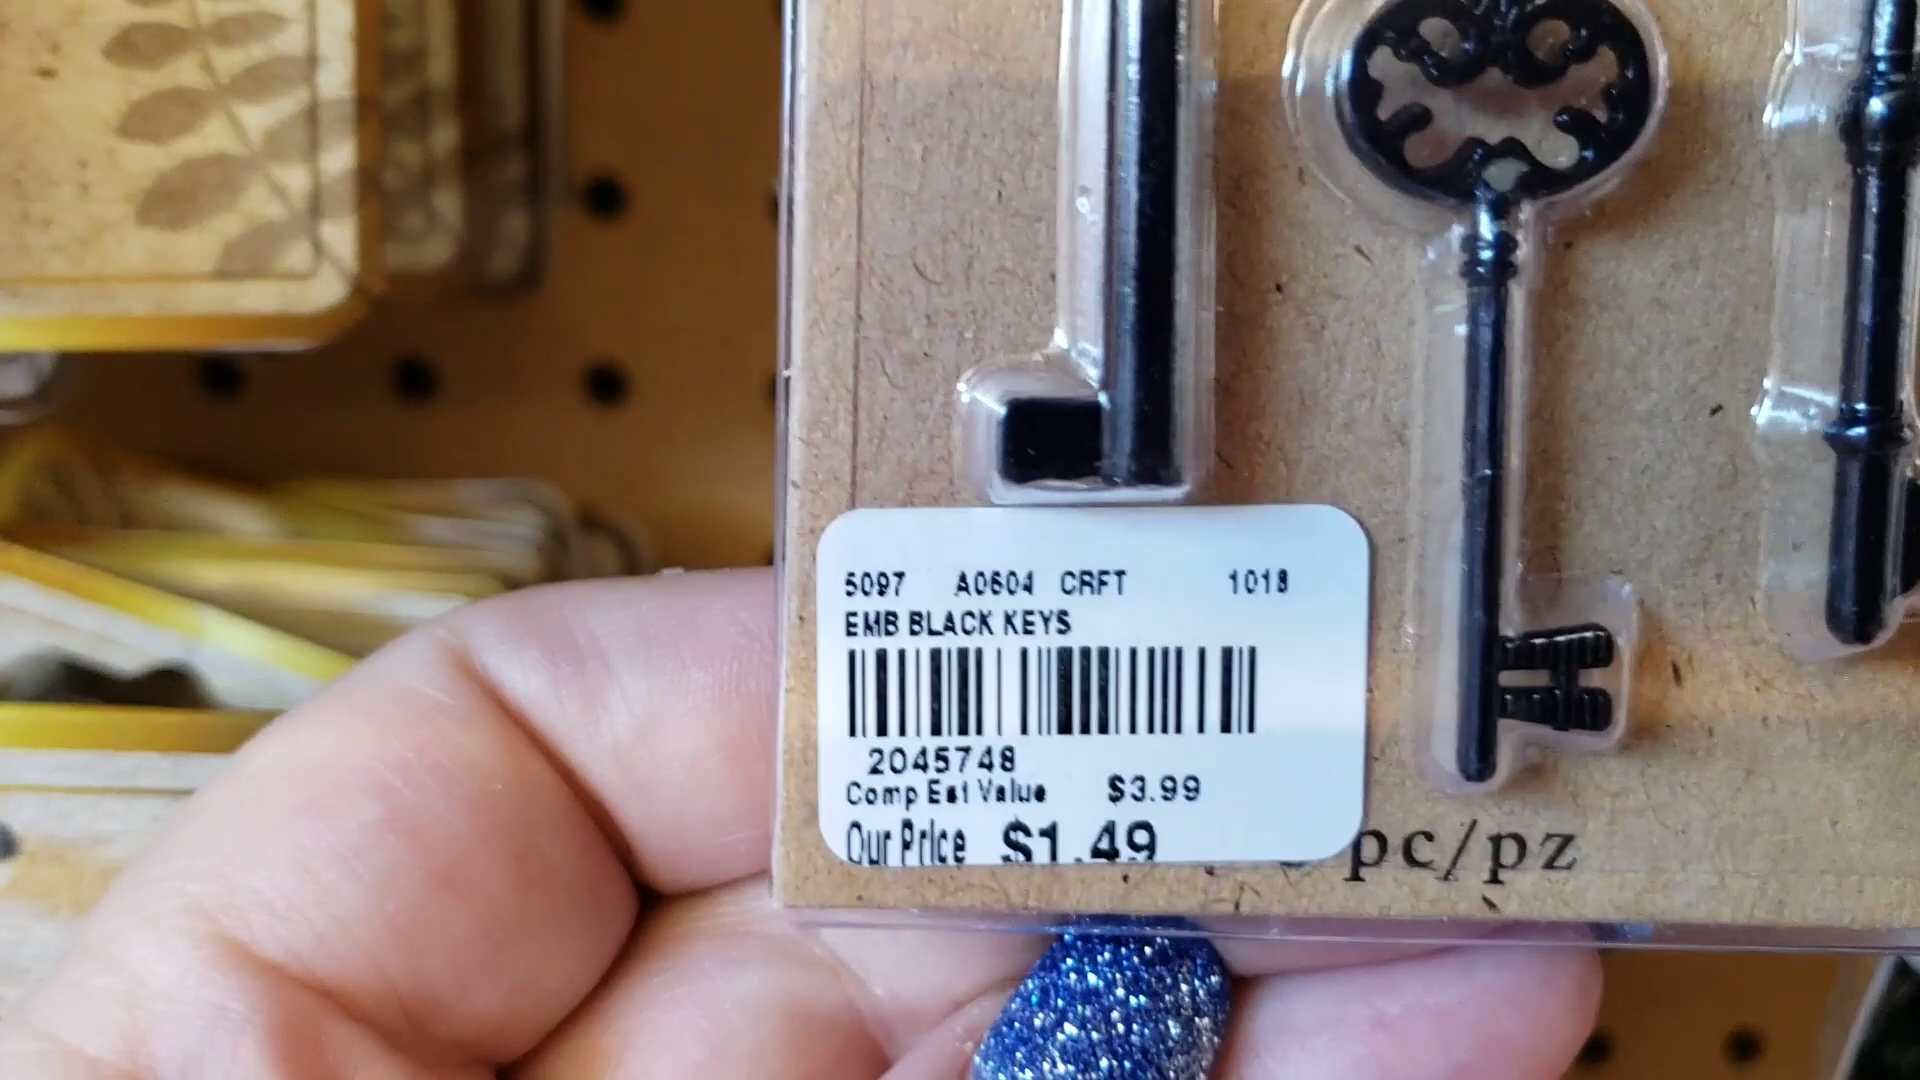 5097 A0604 CRFT 1018
EMB BLACK KEYS
2045748
Comp Est Value $3.99
Our Price $1.49
pc/pz